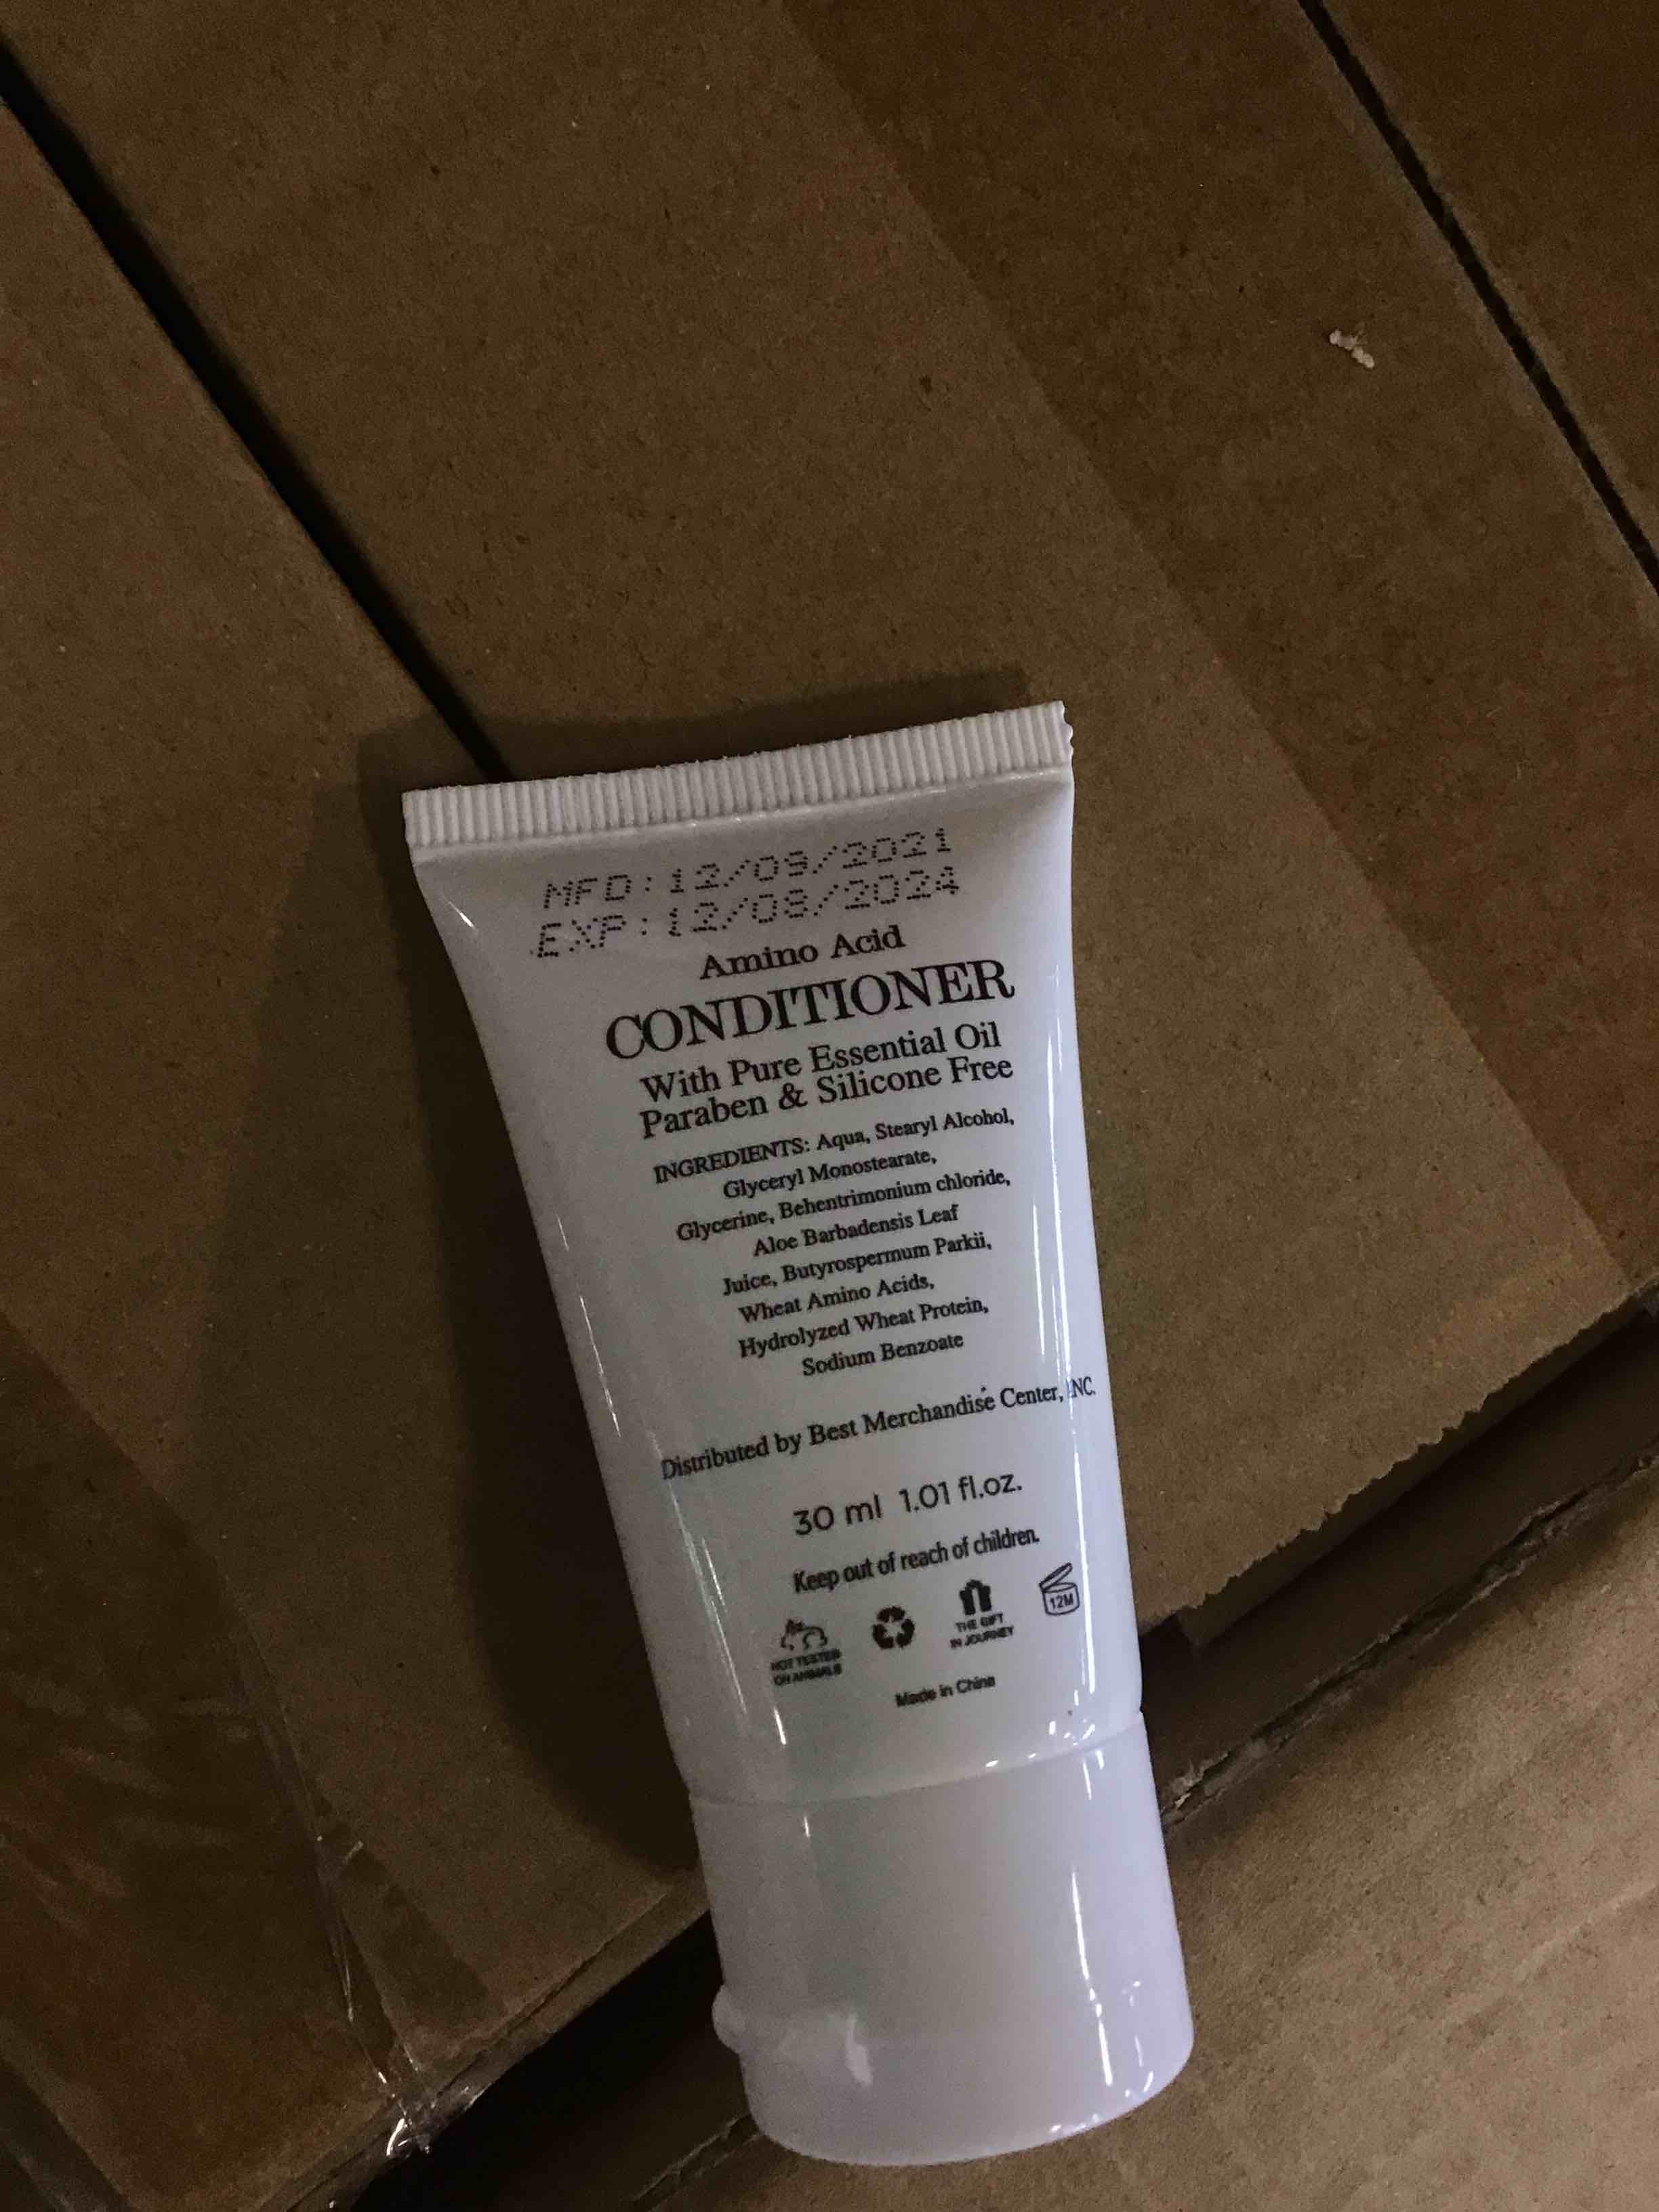 MFD:12/09/2021
EXP:12/08/2024
Amino Acid
CONDITIONER
With Pure Essential Oil
Paraben & Silicone Free
INGREDIENTS: Aqua, Stearyl Alcohol,
Glyceryl Monostearate,
Glycerine, Behentrimonium chloride,
Aloe Barbadensis Leaf
Juice, Butyrospermum Parkii,
Wheat Amino Acids,
Hydrolyzed Wheat Protein,
Sodium Benzoate
Distributed by Best Merchandise Center, INC.
30 ml 1.01 fl.oz.
Keep out of reach of children.
NOT TESTED
ON ANIMALS
THE GIFT
IN JOURNEY
12M
Made in China